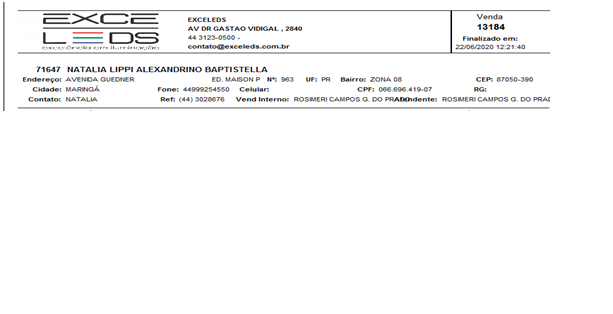 EXCE LEDS
excelência em iluminação
EXCELEDS
AV DR GASTAO VIDIGAL , 2840
44 3123-0500 -
contato@exceleds.com.br
Venda
13184
Finalizado em:
22/06/2020 12:21:40
71647 NATALIA LIPPI ALEXANDRINO BAPTISTELLA
Endereço: AVENIDA GUEDNER ED. MAISON P Nº: 963 UF: PR Bairro: ZONA 08 CEP: 87050-390
Cidade: MARINGÁ Fone: 44999254550 Celular: CPF: 066.696.419-07 RG:
Contato: NATALIA Ref: (44) 3028676 Vend Interno: ROSIMERI CAMPOS G. DO PRADO Atendente: ROSIMERI CAMPOS G. DO PRAD